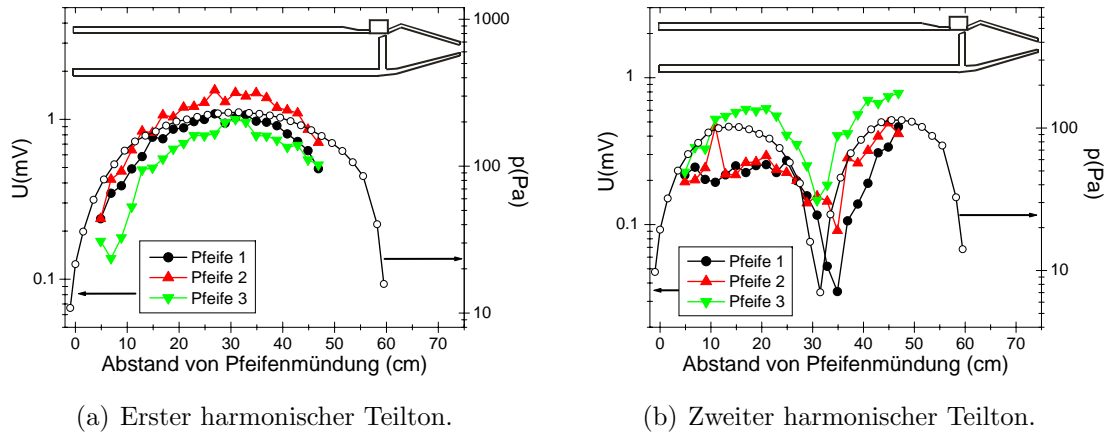 1000
1
U(mV)
100
p(Pa)
0.1
Pfeife 1
Pfeife 2
Pfeife 3
10
0 10 20 30 40 50 60 70
Abstand von Pfeifenmündung (cm)
(a) Erster harmonischer Teilton.
1
U(mV)
100
p(Pa)
0.1
Pfeife 1
Pfeife 2
Pfeife 3
10
0 10 20 30 40 50 60 70
Abstand von Pfeifenmündung (cm)
(b) Zweiter harmonischer Teilton.